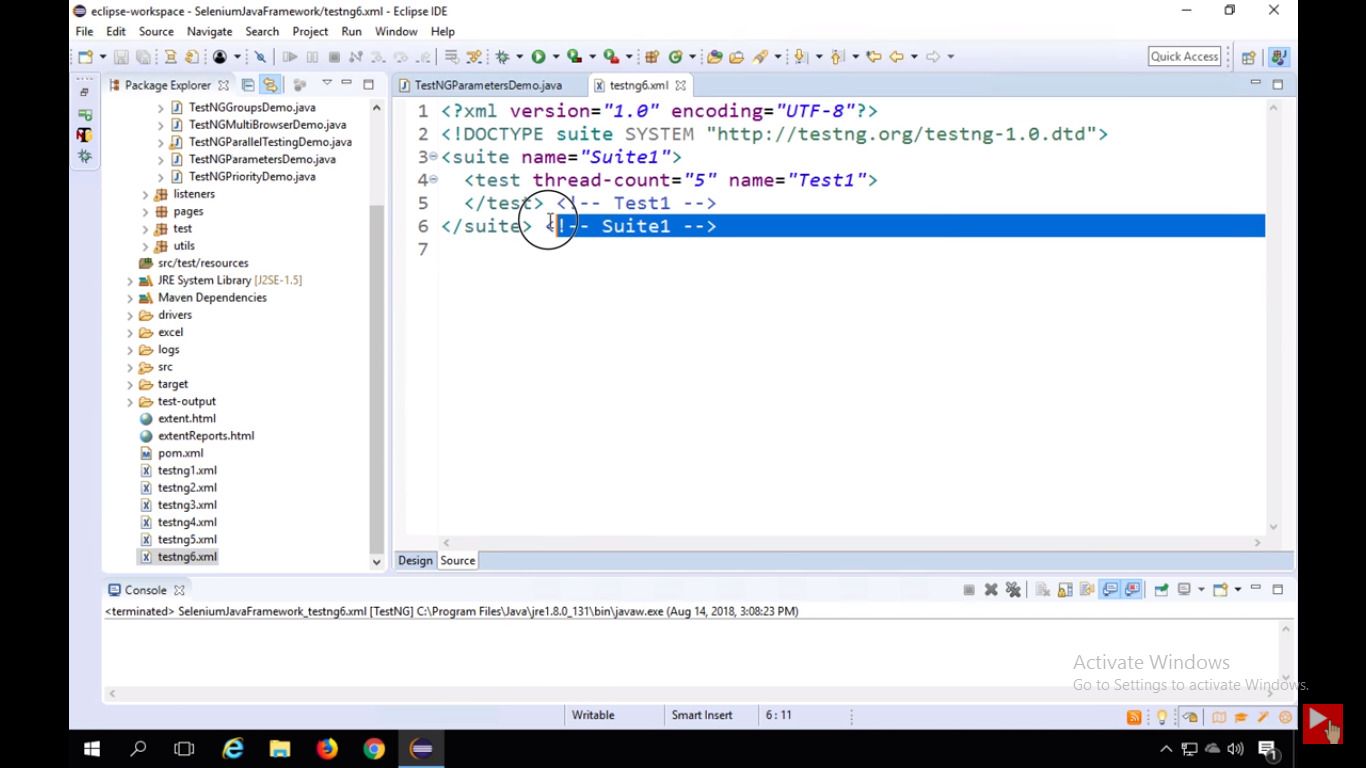 eclipse-workspace - SeleniumJavaFramework/testng6.xml - Eclipse IDE
File Edit Source Navigate Search Project Run Window Help
Quick Access
Package Explorer
TestNGParametersDemo.java testng6.xml
TestNGGroupsDemo.java
TestNGMultiBrowserDemo.java
TestNGParallelTestingDemo.java
TestNGParametersDemo.java
TestNGPriorityDemo.java
listeners
pages
test
utils
src/test/resources
JRE System Library [J2SE-1.5]
Maven Dependencies
drivers
excel
logs
src
target
test-output
extent.html
extentReports.html
pom.xml
testng1.xml
testng2.xml
testng3.xml
testng4.xml
testng5.xml
testng6.xml
1 <?xml version="1.0" encoding="UTF-8"?>
2 <!DOCTYPE suite SYSTEM "http://testng.org/testng-1.0.dtd">
3 <suite name="Suite1">
4 <test thread-count="5" name="Test1">
5 </test> <!-- Test1 -->
6 </suite> <!-- Suite1 -->
7
Design Source
Console
<terminated> SeleniumJavaFramework_testng6.xml [TestNG] C:\Program Files\Java\jre1.8.0_131\bin\javaw.exe (Aug 14, 2018, 3:08:23 PM)
Activate Windows
Go to Settings to activate Windows.
Writable Smart Insert 6 : 11
1